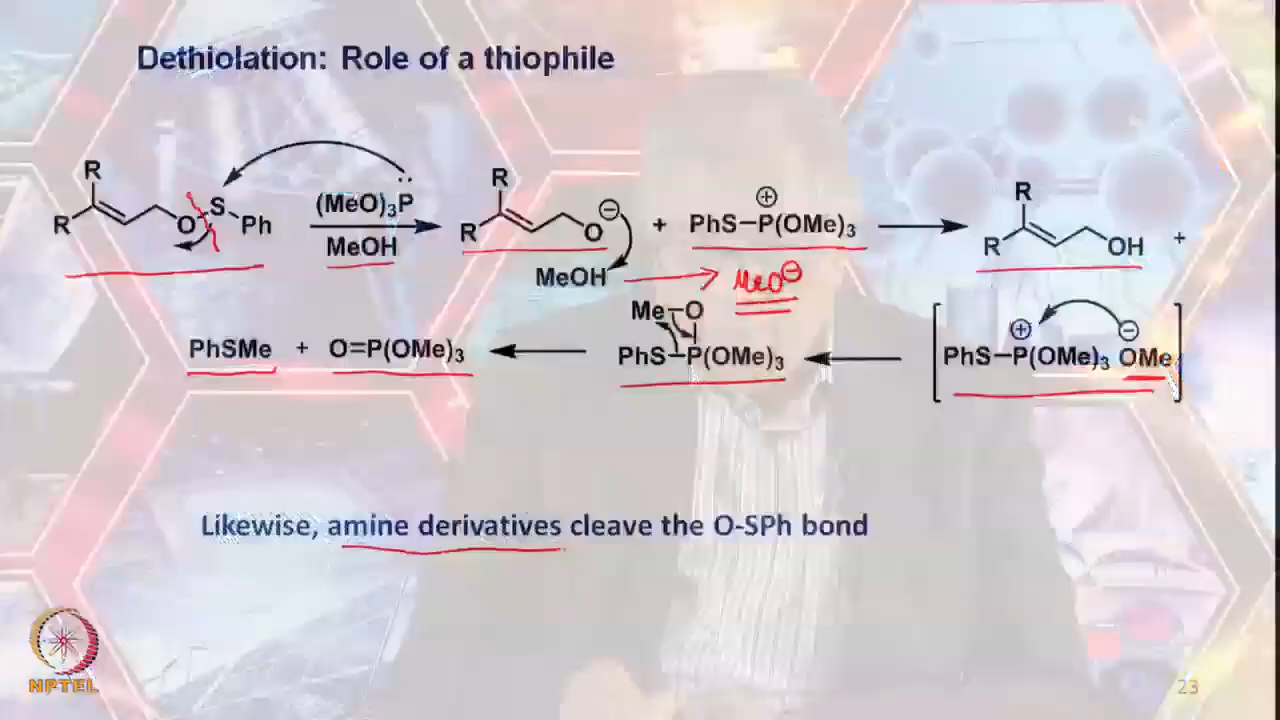 Dethiolation: Role of a thiophile
R
R
O
S
Ph
(MeO)3P
MeOH
R
R
O⊖
MeOH
+
PhS–P(OMe)3
⊕
MeO⊖
R
R
OH
+
PhSMe + O=P(OMe)3
Me–O
PhS–P(OMe)3
[PhS–P(OMe)3 OMe]
⊕ ⊖
Likewise, amine derivatives cleave the O-SPh bond
NPTEL
23